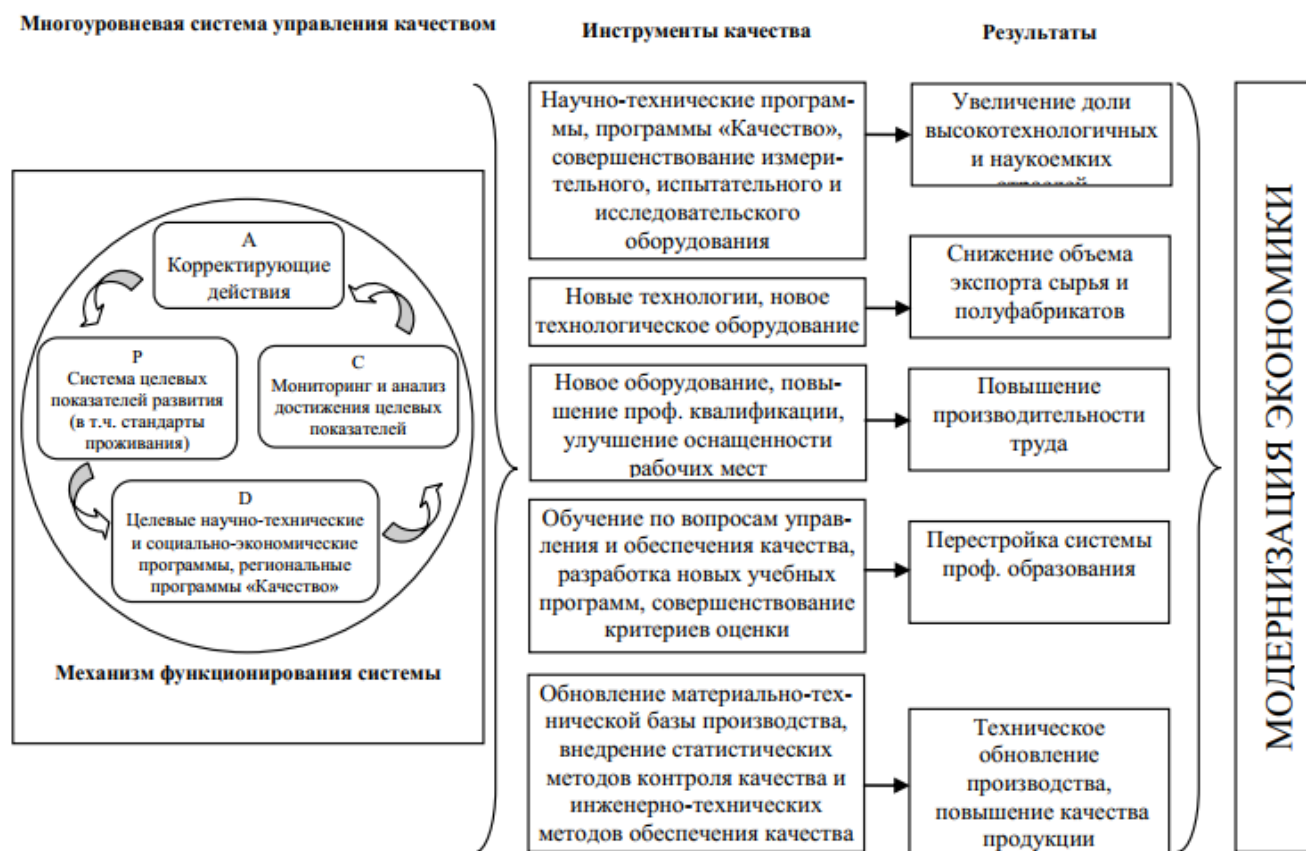 Многоуровневая система управления качеством
Инструменты качества
Результаты
А
Корректирующие
действия
Р
Система целевых
показателей развития
(в т.ч. стандарты
проживания)
С
Мониторинг и анализ
достижения целевых
показателей
D
Целевые научно-технические
и социально-экономические
программы, региональные
программы «Качество»
Механизм функционирования системы
Научно-технические програм-
мы, программы «Качество»,
совершенствование измери-
тельного, испытательного и
исследовательского
оборудования
Новые технологии, новое
технологическое оборудование
Новое оборудование, повы-
шение проф. квалификации,
улучшение оснащенности
рабочих мест
Обучение по вопросам управ-
ления и обеспечения качества,
разработка новых учебных
программ, совершенствование
критериев оценки
Обновление материально-тех-
нической базы производства,
внедрение статистических
методов контроля качества и
инженерно-технических
методов обеспечения качества
Увеличение доли
высокотехнологичных
и наукоемких
Снижение объема
экспорта сырья и
полуфабрикатов
Повышение
производительности
труда
Перестройка системы
проф. образования
Техническое
обновление
производства,
повышение качества
продукции
МОДЕРНИЗАЦИЯ ЭКОНОМИКИ